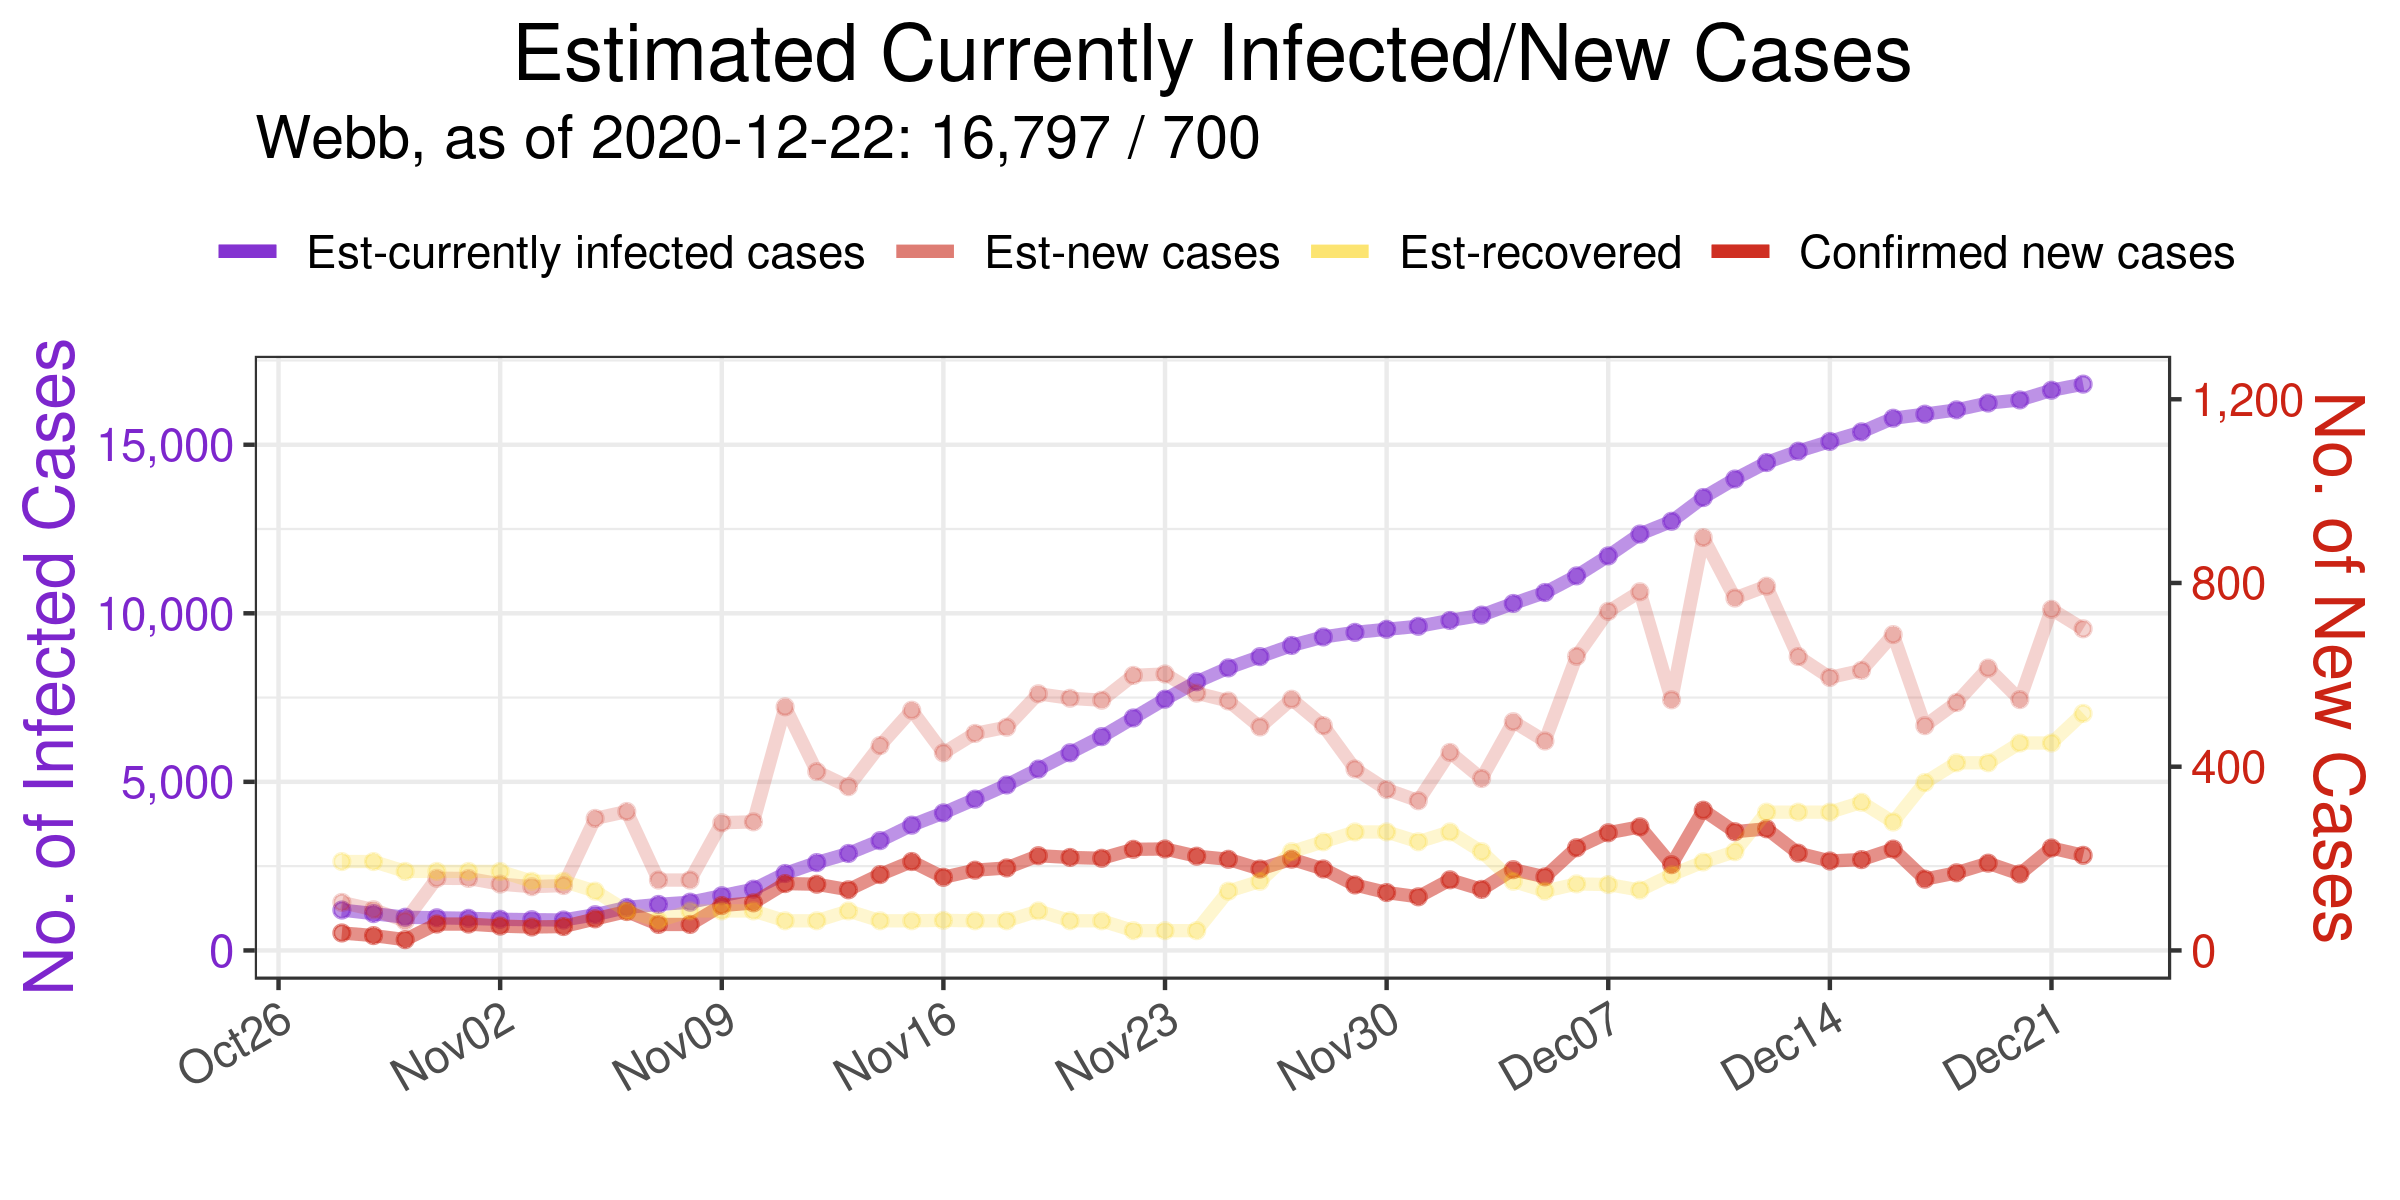 Estimated Currently Infected/New Cases
Webb, as of 2020-12-22: 16,797 / 700
Est-currently infected cases Est-new cases Est-recovered Confirmed new cases
No. of Infected Cases
15,000
10,000
5,000
0
1,200
800
400
0
No. of New Cases
Oct26 Nov02 Nov09 Nov16 Nov23 Nov30 Dec07 Dec14 Dec21